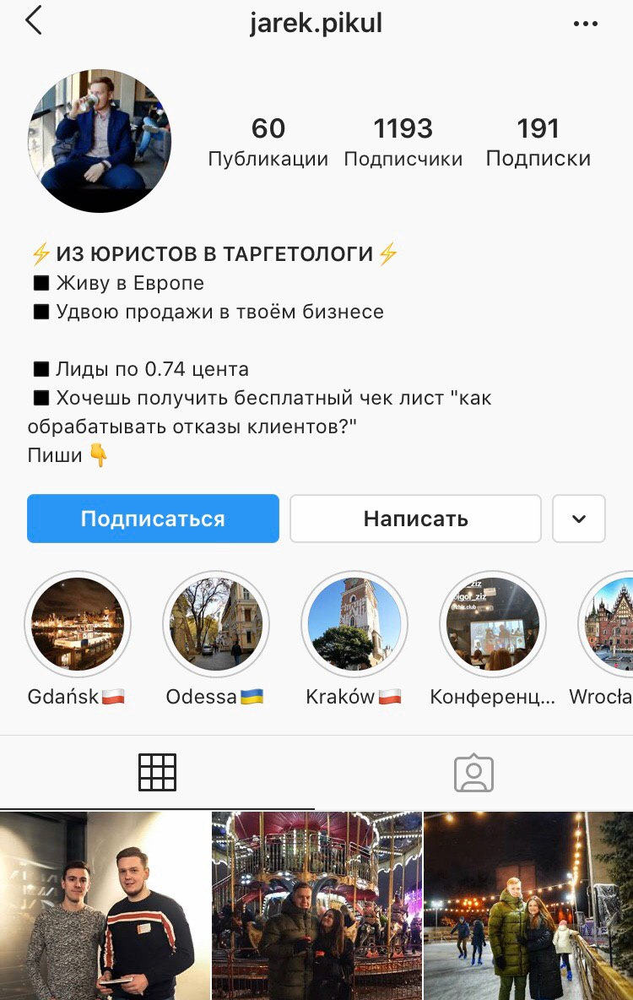 jarek.pikul
60 1193 191
Публикации Подписчики Подписки
⚡ИЗ ЮРИСТОВ В ТАРГЕТОЛОГИ⚡
◼ Живу в Европе
◼ Удвою продажи в твоём бизнесе
◼ Лиды по 0.74 цента
◼ Хочешь получить бесплатный чек лист "как
обрабатывать отказы клиентов?"
Пиши 👇
Подписаться Написать
_ziz
bigor_ziz
Gdańsk🇵🇱 Odessa🇺🇦 Kraków🇵🇱 Конференц... Wrocła